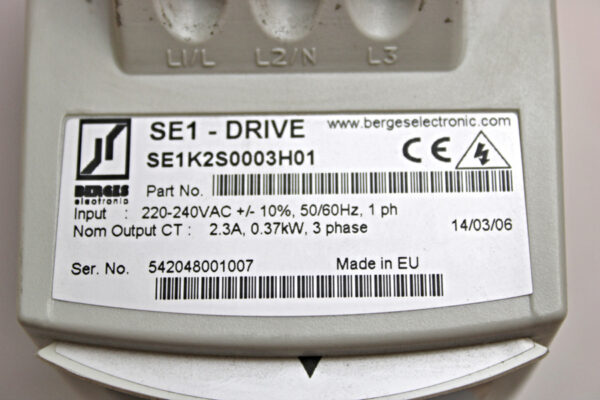 L1/L L2/N L3
SE1 - DRIVE www.bergeselectronic.com
SE1K2S0003H01
CE
BERGES
electronic
Part No.
Input : 220-240VAC +/- 10%, 50/60Hz, 1 ph
Nom Output CT : 2.3A, 0.37kW, 3 phase 14/03/06
Ser. No. 542048001007 Made in EU